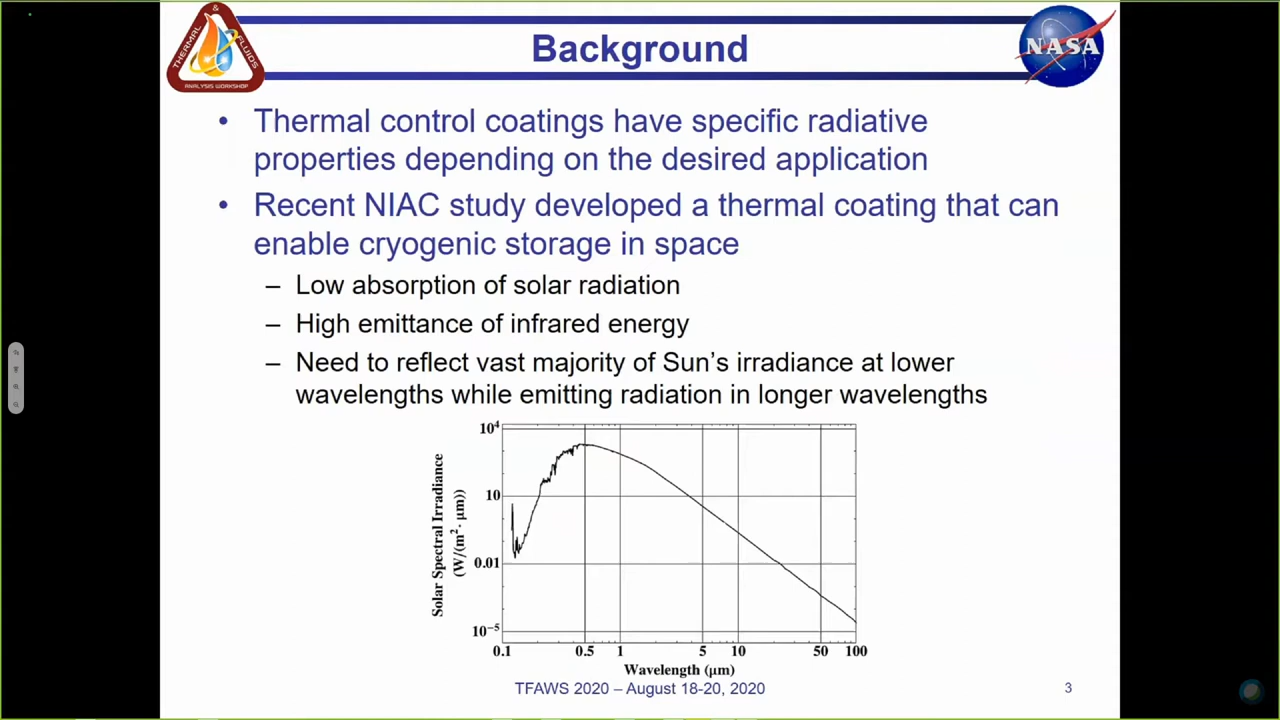 &
THERMAL
FLUIDS
ANALYSIS WORKSHOP
Background
NASA
• Thermal control coatings have specific radiative
properties depending on the desired application
• Recent NIAC study developed a thermal coating that can
enable cryogenic storage in space
– Low absorption of solar radiation
– High emittance of infrared energy
– Need to reflect vast majority of Sun's irradiance at lower
wavelengths while emitting radiation in longer wavelengths
Solar Spectral Irradiance
(W/(m²· μm))
10⁴
10
0.01
10⁻⁵
0.1 0.5 1 5 10 50 100
Wavelength (μm)
TFAWS 2020 – August 18-20, 2020
3